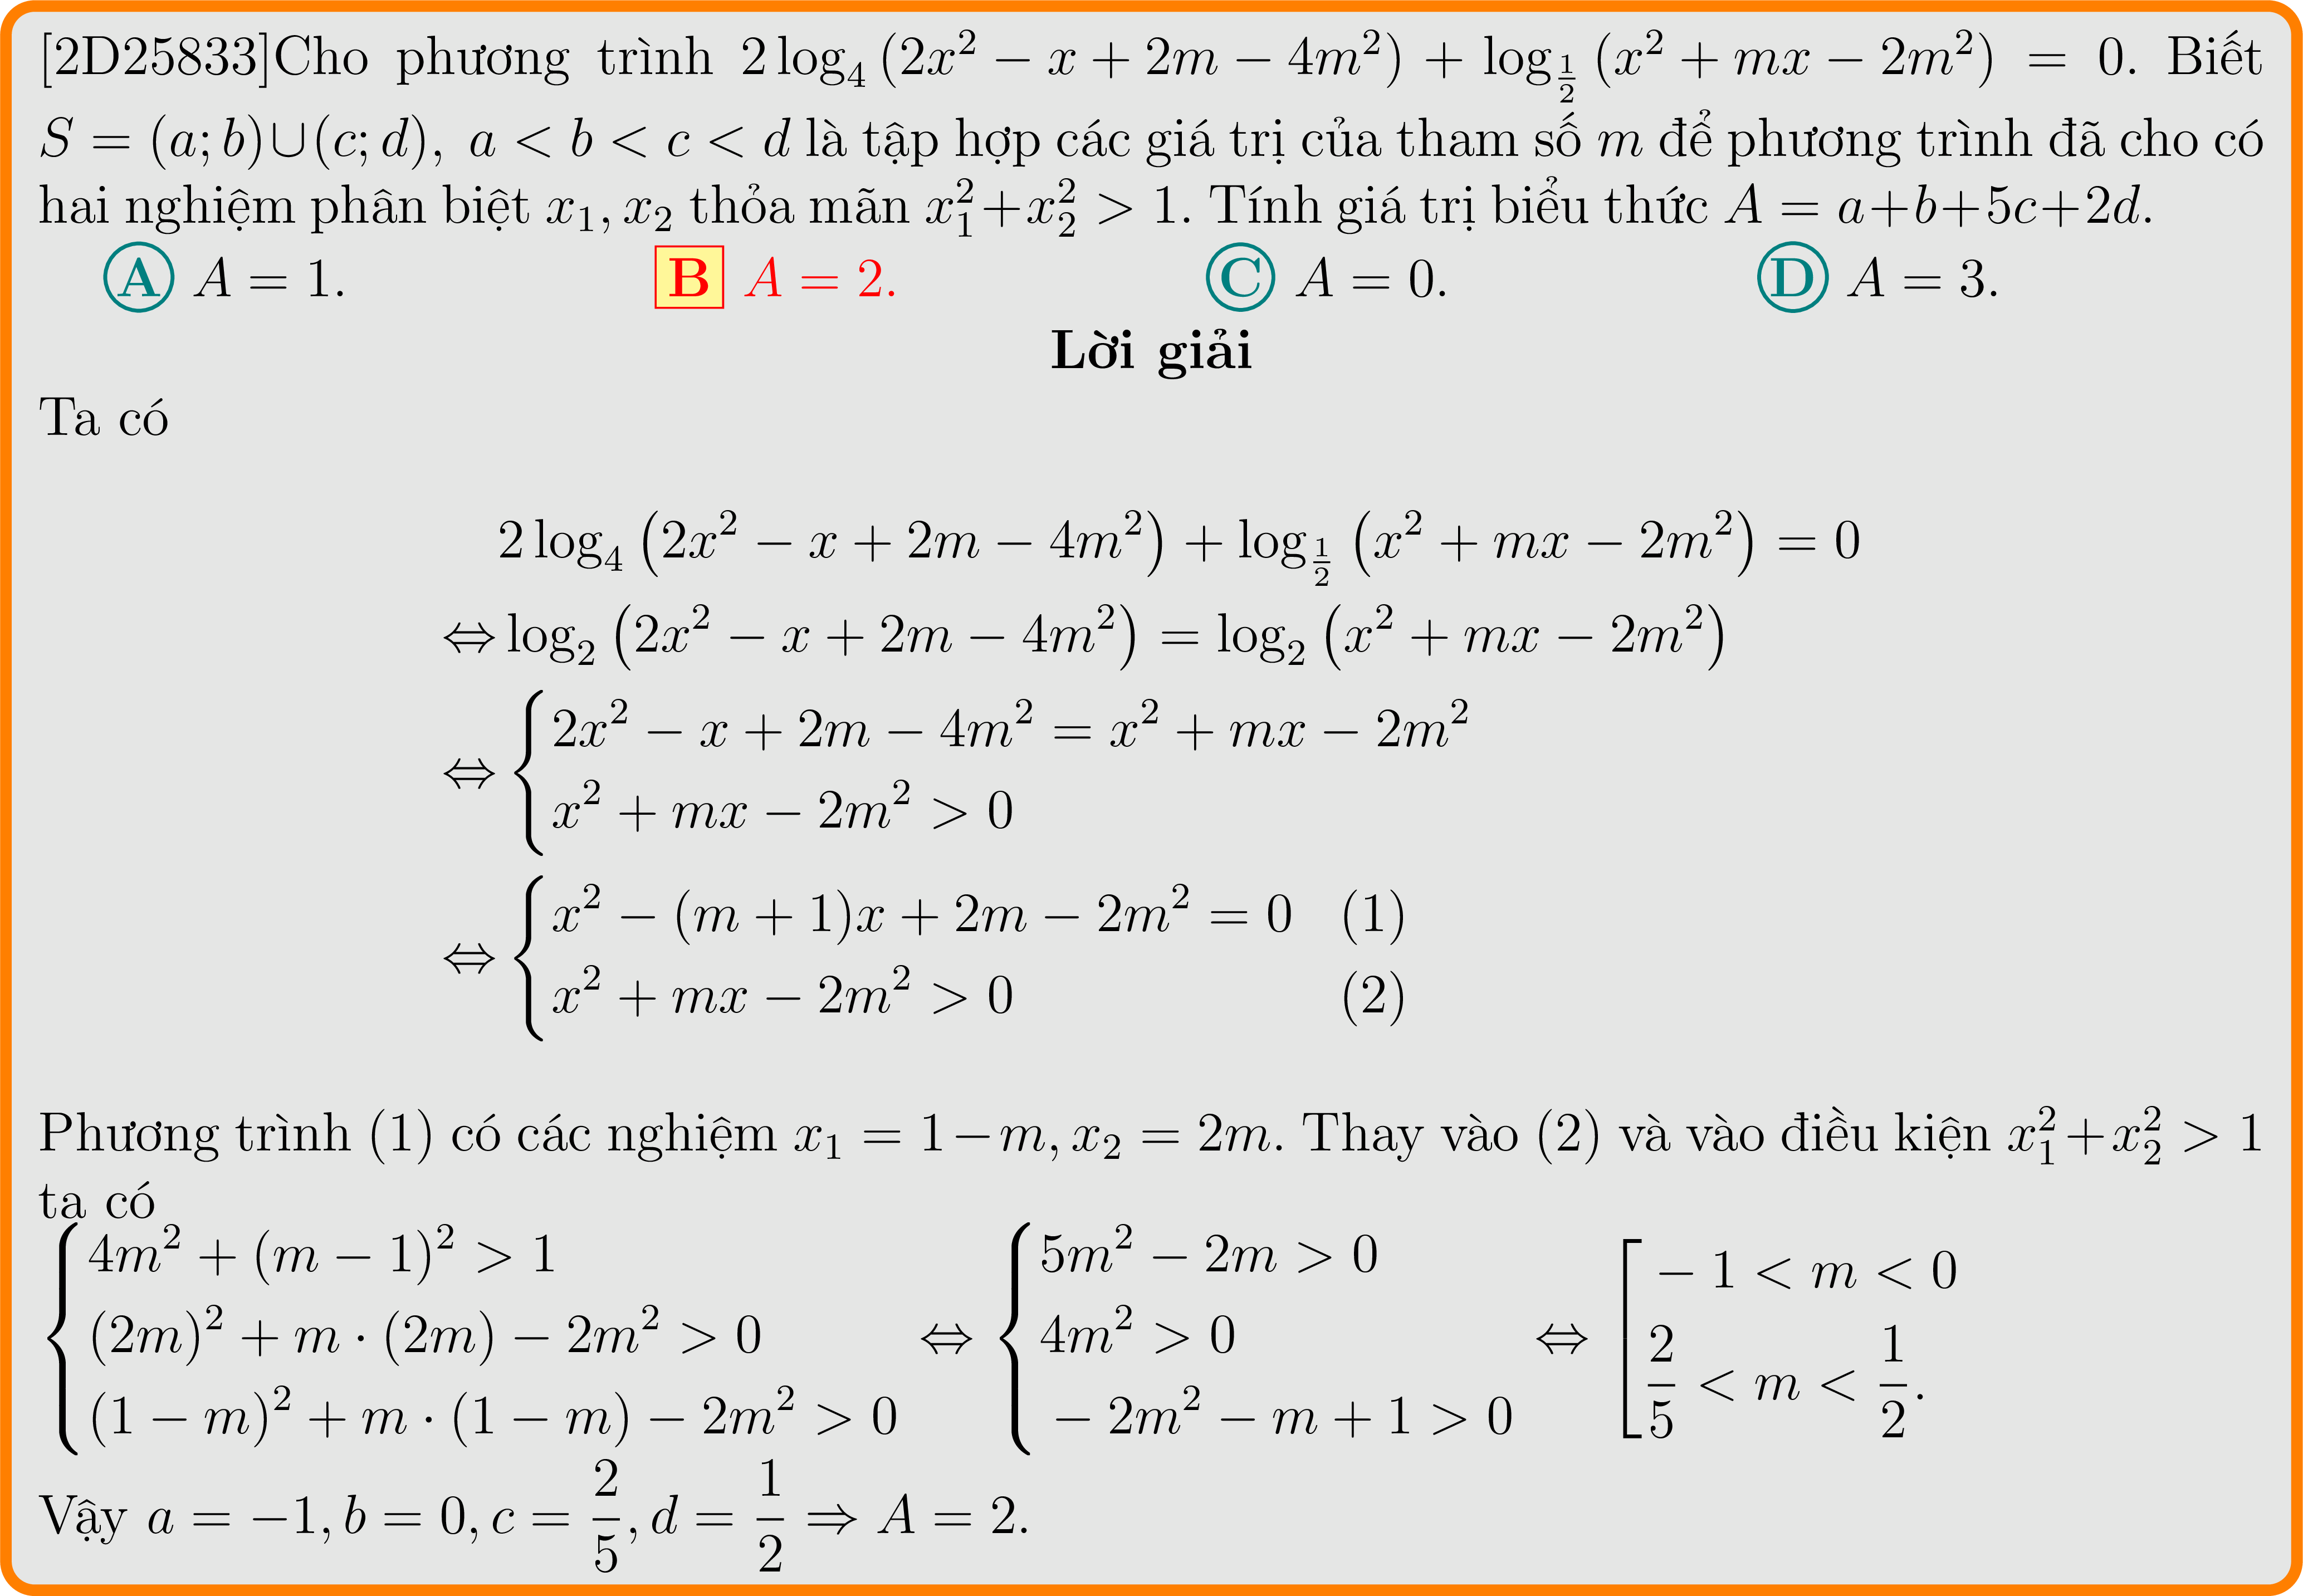 [2D25833]Cho phương trình $2\log_4\left(2x^2 - x + 2m - 4m^2\right) + \log_{\frac{1}{2}}\left(x^2 + mx - 2m^2\right) = 0$. Biết
$S = (a; b)\cup(c; d),\ a < b < c < d$ là tập hợp các giá trị của tham số $m$ để phương trình đã cho có
hai nghiệm phân biệt $x_1, x_2$ thỏa mãn $x_1^2 + x_2^2 > 1$. Tính giá trị biểu thức $A = a+b+5c+2d$.
A $A = 1$. B $A = 2$. C $A = 0$. D $A = 3$.
Lời giải
Ta có
$2\log_4\left(2x^2 - x + 2m - 4m^2\right) + \log_{\frac{1}{2}}\left(x^2 + mx - 2m^2\right) = 0$
$\Leftrightarrow \log_2\left(2x^2 - x + 2m - 4m^2\right) = \log_2\left(x^2 + mx - 2m^2\right)$
$\Leftrightarrow \begin{cases} 2x^2 - x + 2m - 4m^2 = x^2 + mx - 2m^2 \\ x^2 + mx - 2m^2 > 0 \end{cases}$
$\Leftrightarrow \begin{cases} x^2 - (m + 1)x + 2m - 2m^2 = 0 \quad (1) \\ x^2 + mx - 2m^2 > 0 \quad (2) \end{cases}$
Phương trình (1) có các nghiệm $x_1 = 1 - m, x_2 = 2m$. Thay vào (2) và vào điều kiện $x_1^2 + x_2^2 > 1$
ta có
$\begin{cases} 4m^2 + (m - 1)^2 > 1 \\ (2m)^2 + m \cdot (2m) - 2m^2 > 0 \\ (1 - m)^2 + m \cdot (1 - m) - 2m^2 > 0 \end{cases} \Leftrightarrow \begin{cases} 5m^2 - 2m > 0 \\ 4m^2 > 0 \\ -2m^2 - m + 1 > 0 \end{cases} \Leftrightarrow \left[\begin{array}{l} -1 < m < 0 \\ \dfrac{2}{5} < m < \dfrac{1}{2}. \end{array}\right.$
Vậy $a = -1, b = 0, c = \dfrac{2}{5}, d = \dfrac{1}{2} \Rightarrow A = 2$.